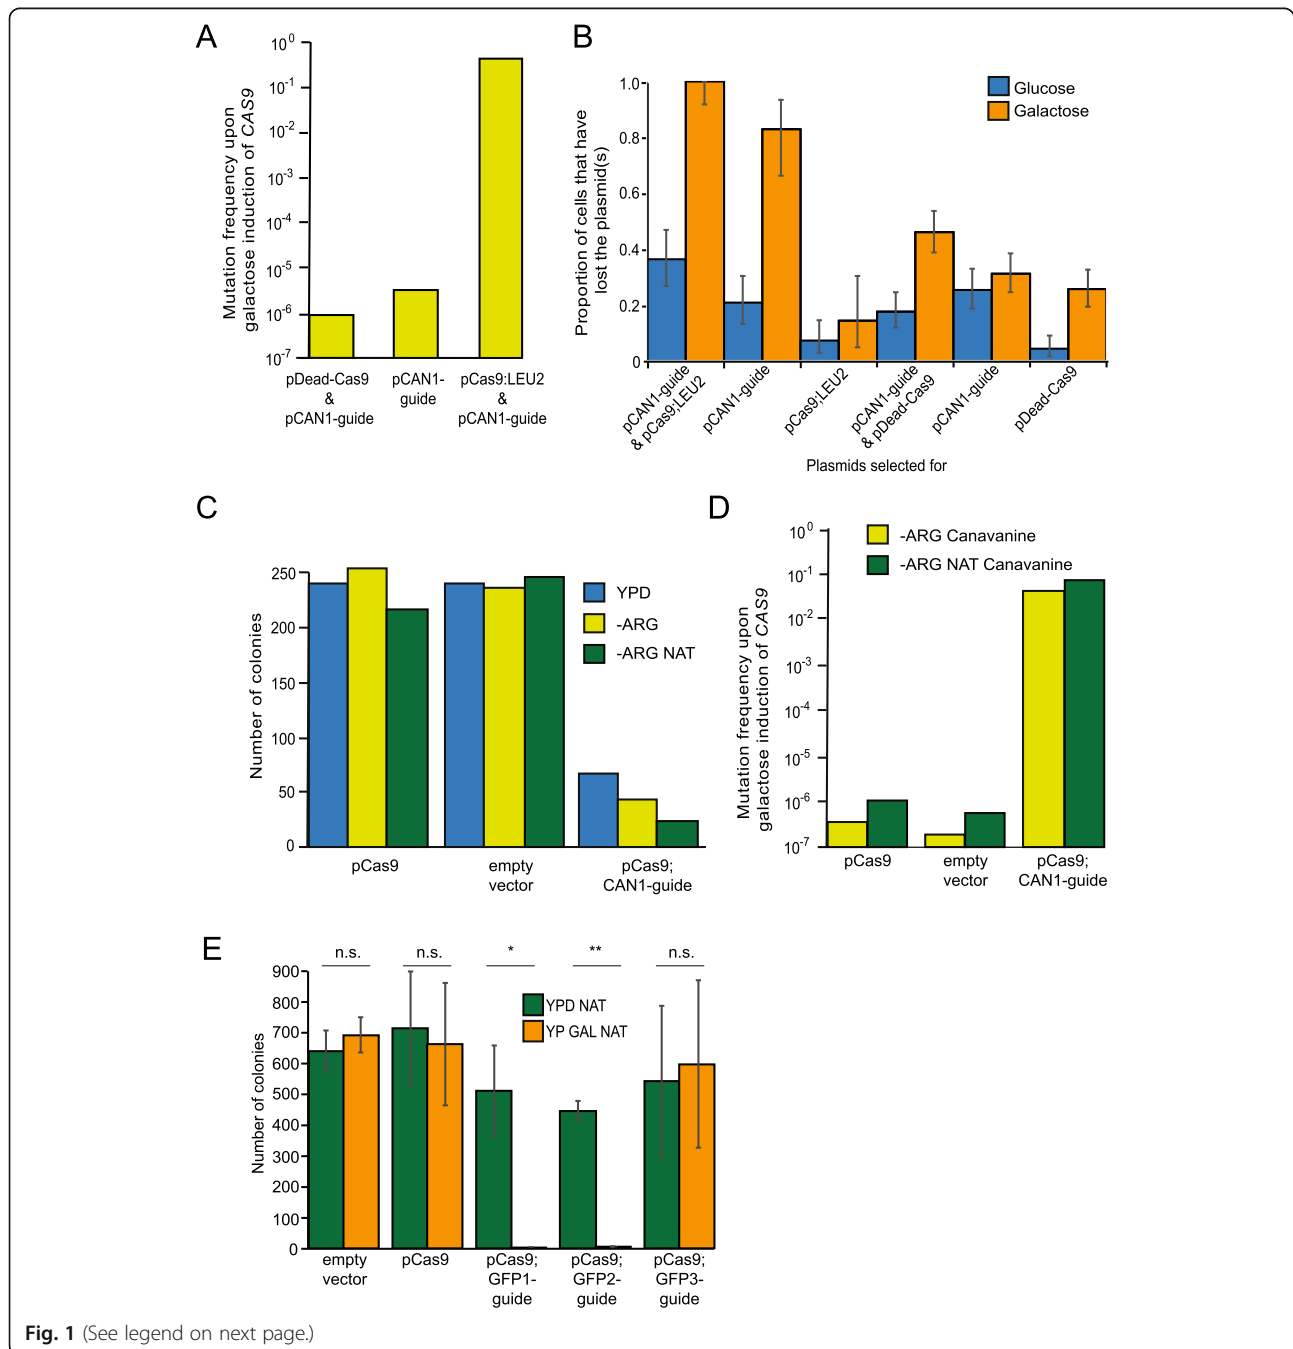 A
Mutation frequency upon
galactose induction of CAS9
10^0
10^-1
10^-2
10^-3
10^-4
10^-5
10^-6
10^-7
pDead-Cas9
&
pCAN1-guide
pCAN1-
guide
pCas9:LEU2
&
pCAN1-guide
B
Proportion of cells that have
lost the plasmid(s)
1.0
0.8
0.6
0.4
0.2
0
Glucose
Galactose
pCAN1-guide
& pCas9;LEU2
pCAN1-guide
pCas9;LEU2
pCAN1-guide
& pDead-Cas9
pCAN1-guide
pDead-Cas9
Plasmids selected for
C
Number of colonies
250
200
150
100
50
0
YPD
-ARG
-ARG NAT
pCas9
empty
vector
pCas9;
CAN1-guide
D
Mutation frequency upon
galactose induction of CAS9
10^0
10^-1
10^-2
10^-3
10^-4
10^-5
10^-6
10^-7
-ARG Canavanine
-ARG NAT Canavanine
pCas9
empty
vector
pCas9;
CAN1-guide
E
Number of colonies
900
800
700
600
500
400
300
200
100
0
n.s.
n.s.
*
**
n.s.
YPD NAT
YP GAL NAT
empty
vector
pCas9
pCas9;
GFP1-
guide
pCas9;
GFP2-
guide
pCas9;
GFP3-
guide
Fig. 1 (See legend on next page.)